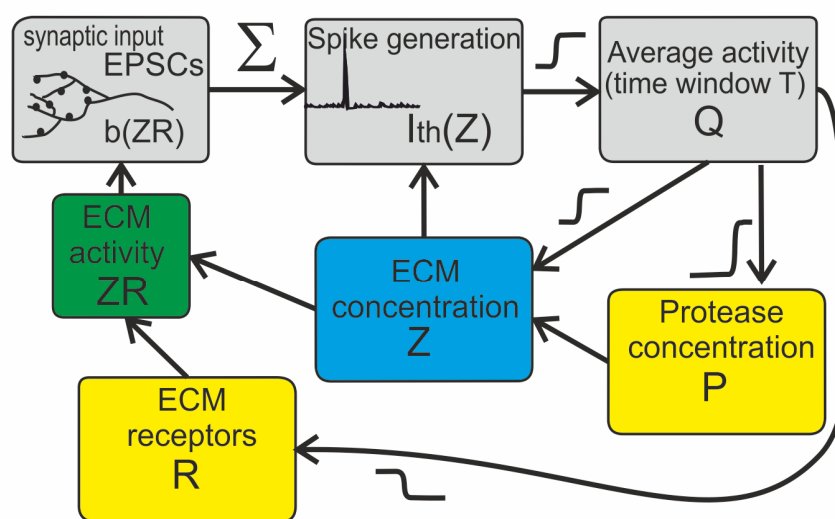 synaptic input
EPSCs
b(ZR)
Σ
Spike generation
Ith(Z)
Average activity
(time window T)
Q
ECM
activity
ZR
ECM
concentration
Z
Protease
concentration
P
ECM
receptors
R